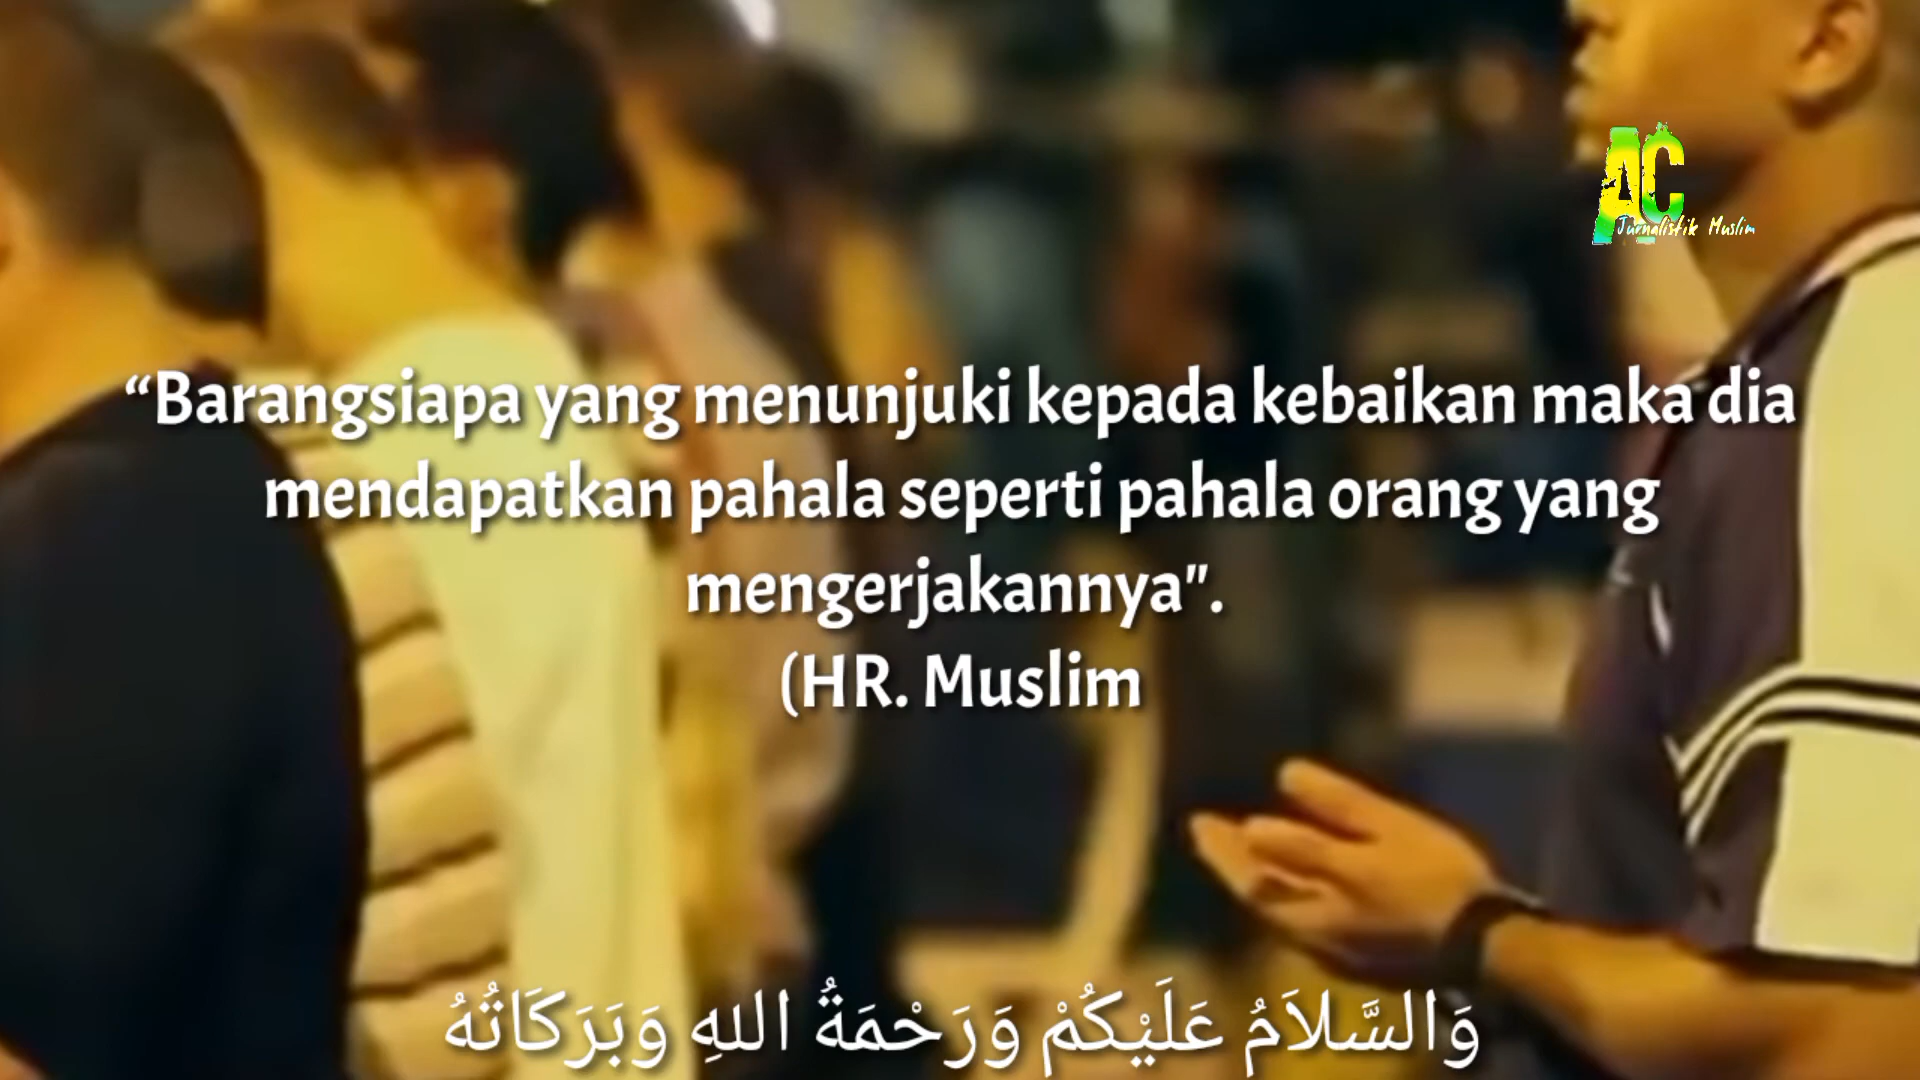 AC
Jurnalistik Muslim
“Barangsiapa yang menunjuki kepada kebaikan maka dia
mendapatkan pahala seperti pahala orang yang
mengerjakannya".
(HR. Muslim
وَالسَّلاَمُ عَلَيْكُمْ وَرَحْمَةُ اللهِ وَبَرَكَاتُهُ